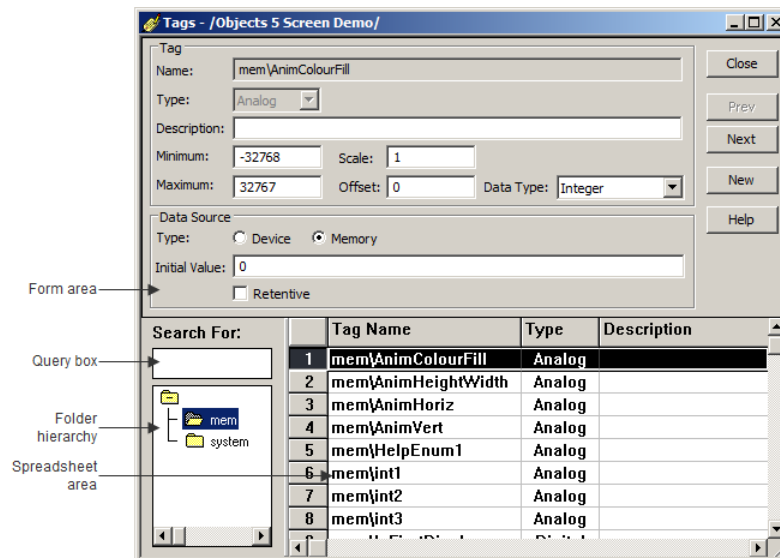 Tags - /Objects 5 Screen Demo/
Tag
Name: mem\AnimColourFill
Type: Analog
Description:
Minimum: -32768 Scale: 1
Maximum: 32767 Offset: 0 Data Type: Integer
Close
Prev
Next
New
Help
Data Source
Type: Device Memory
Initial Value: 0
Retentive
Form area
Query box
Folder
hierarchy
Spreadsheet
area
Search For:
mem
system
Tag Name Type Description
1 mem\AnimColourFill Analog
2 mem\AnimHeightWidth Analog
3 mem\AnimHoriz Analog
4 mem\AnimVert Analog
5 mem\HelpEnum1 Analog
6 mem\int1 Analog
7 mem\int2 Analog
8 mem\int3 Analog